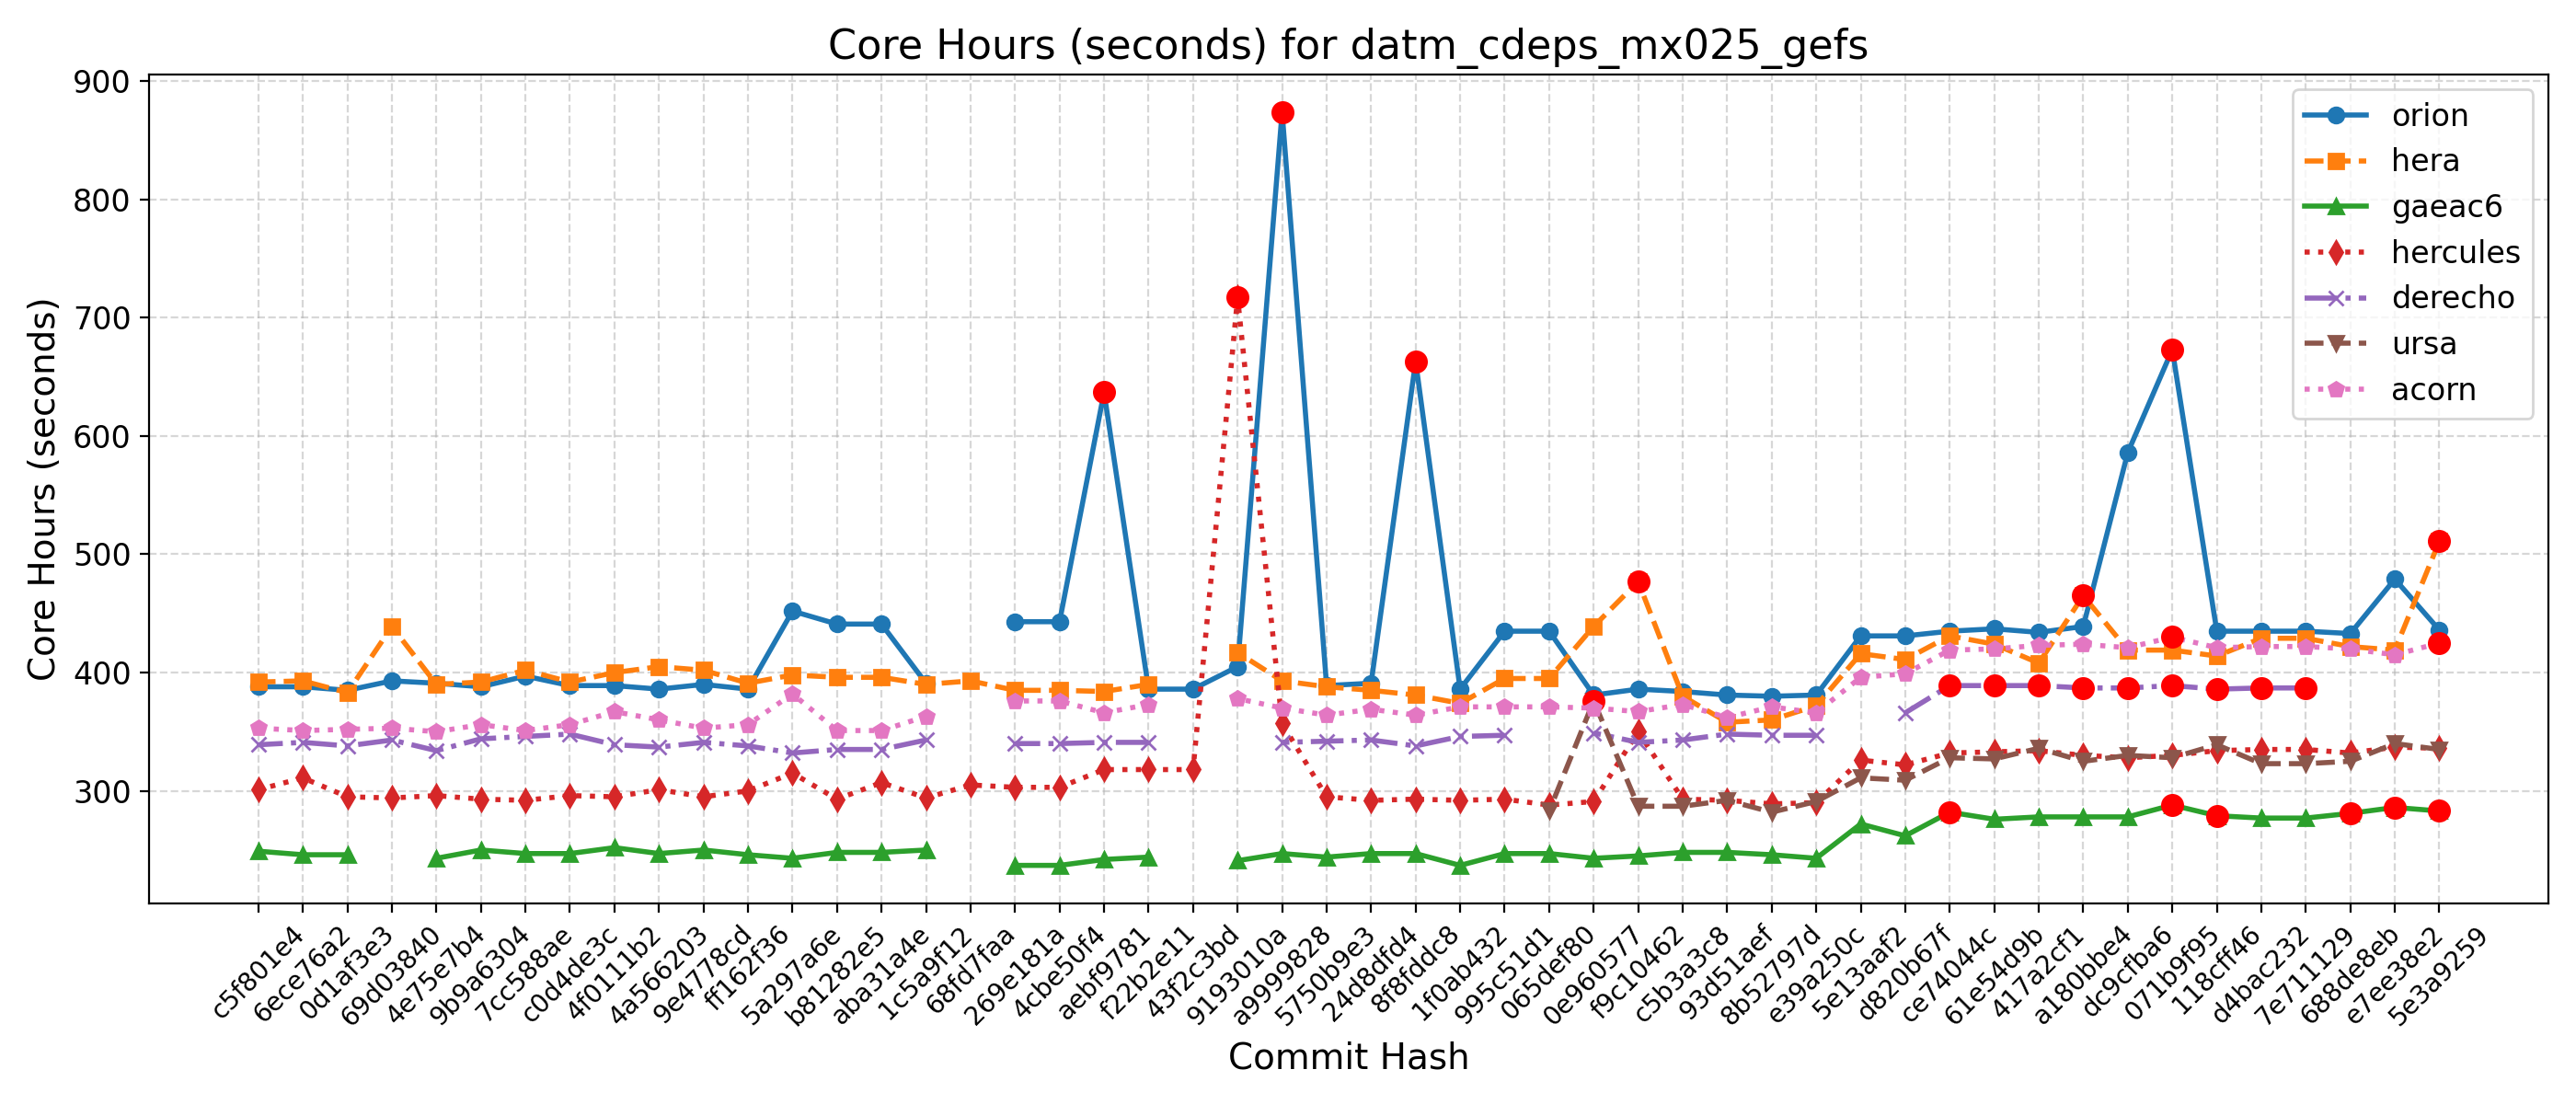 Core Hours (seconds) for datm_cdeps_mx025_gefs
Core Hours (seconds)
900
800
700
600
500
400
300
orion
hera
gaeac6
hercules
derecho
ursa
acorn
c5f801e4
6ece76a2
0d1af3e3
69d03840
4e75e7b4
9b9a6304
7cc588ae
c0d4de3c
4f0111b2
4a566203
9e4778cd
ff162f36
5a297a6e
b81282e5
aba31a4e
1c5a9f12
68fd7faa
269e181a
4cbe50f4
aebf9781
f22b2e11
43f2c3bd
9193010a
a9999828
5750b9e3
24d8dfd4
8f8fddc8
1f0ab432
995c51d1
065def80
0e960577
f9c10462
c5b3a3c8
93d51aef
8b52797d
e39a250c
5e13aaf2
d820b67f
ce74044c
61e54d9b
417a2cf1
a180bbe4
dc9cfba6
071b9f95
118cff46
d4bac232
7e711129
688de8eb
e7ee38e2
5e3a9259
Commit Hash